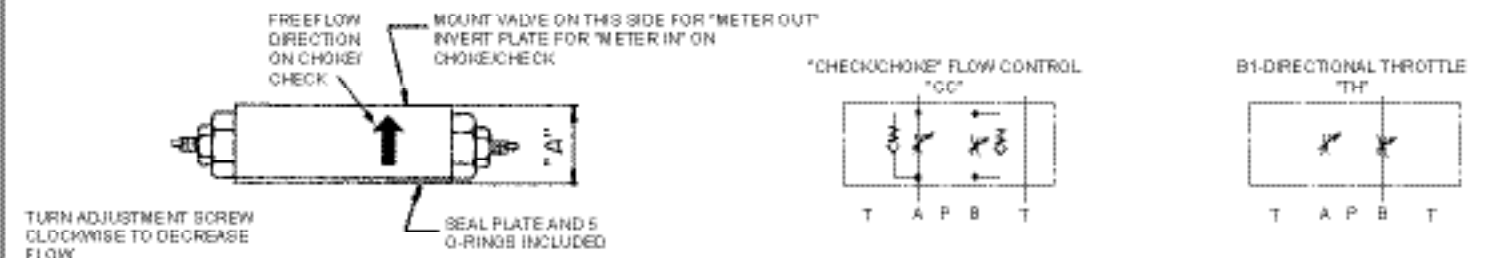 FREEFLOW
DIRECTION
ON CHOKE/
CHECK
MOUNT VALVE ON THIS SIDE FOR "METER OUT"
INVERT PLATE FOR "METER IN" ON
CHOKE/CHECK
"A"
TURN ADJUSTMENT SCREW
CLOCKWISE TO DECREASE
FLOW
SEAL PLATE AND 5
O-RINGS INCLUDED
"CHECK/CHOKE" FLOW CONTROL
"CC"
T A P B T
B1-DIRECTIONAL THROTTLE
"TH"
T A P B T